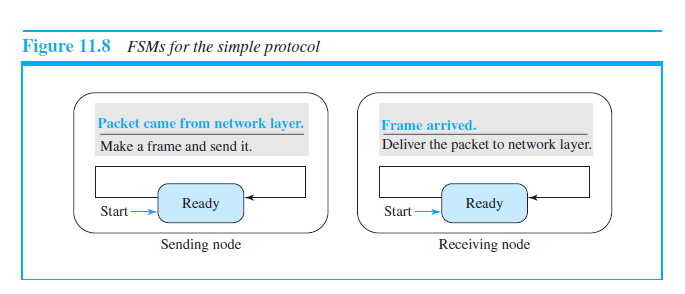 Figure 11.8 FSMs for the simple protocol
Packet came from network layer.
Make a frame and send it.
Start
Ready
Sending node
Frame arrived.
Deliver the packet to network layer.
Start
Ready
Receiving node